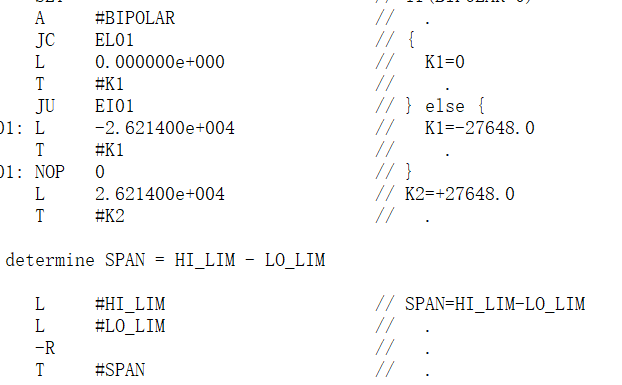 A #BIPOLAR // .
JC EL01 // {
L 0.000000e+000 // K1=0
T #K1 // .
JU EI01 // } else {
01: L -2.621400e+004 // K1=-27648.0
T #K1 // .
01: NOP 0 // }
L 2.621400e+004 // K2=+27648.0
T #K2 // .
determine SPAN = HI_LIM - LO_LIM
L #HI_LIM // SPAN=HI_LIM-LO_LIM
L #LO_LIM // .
-R // .
T #SPAN // .